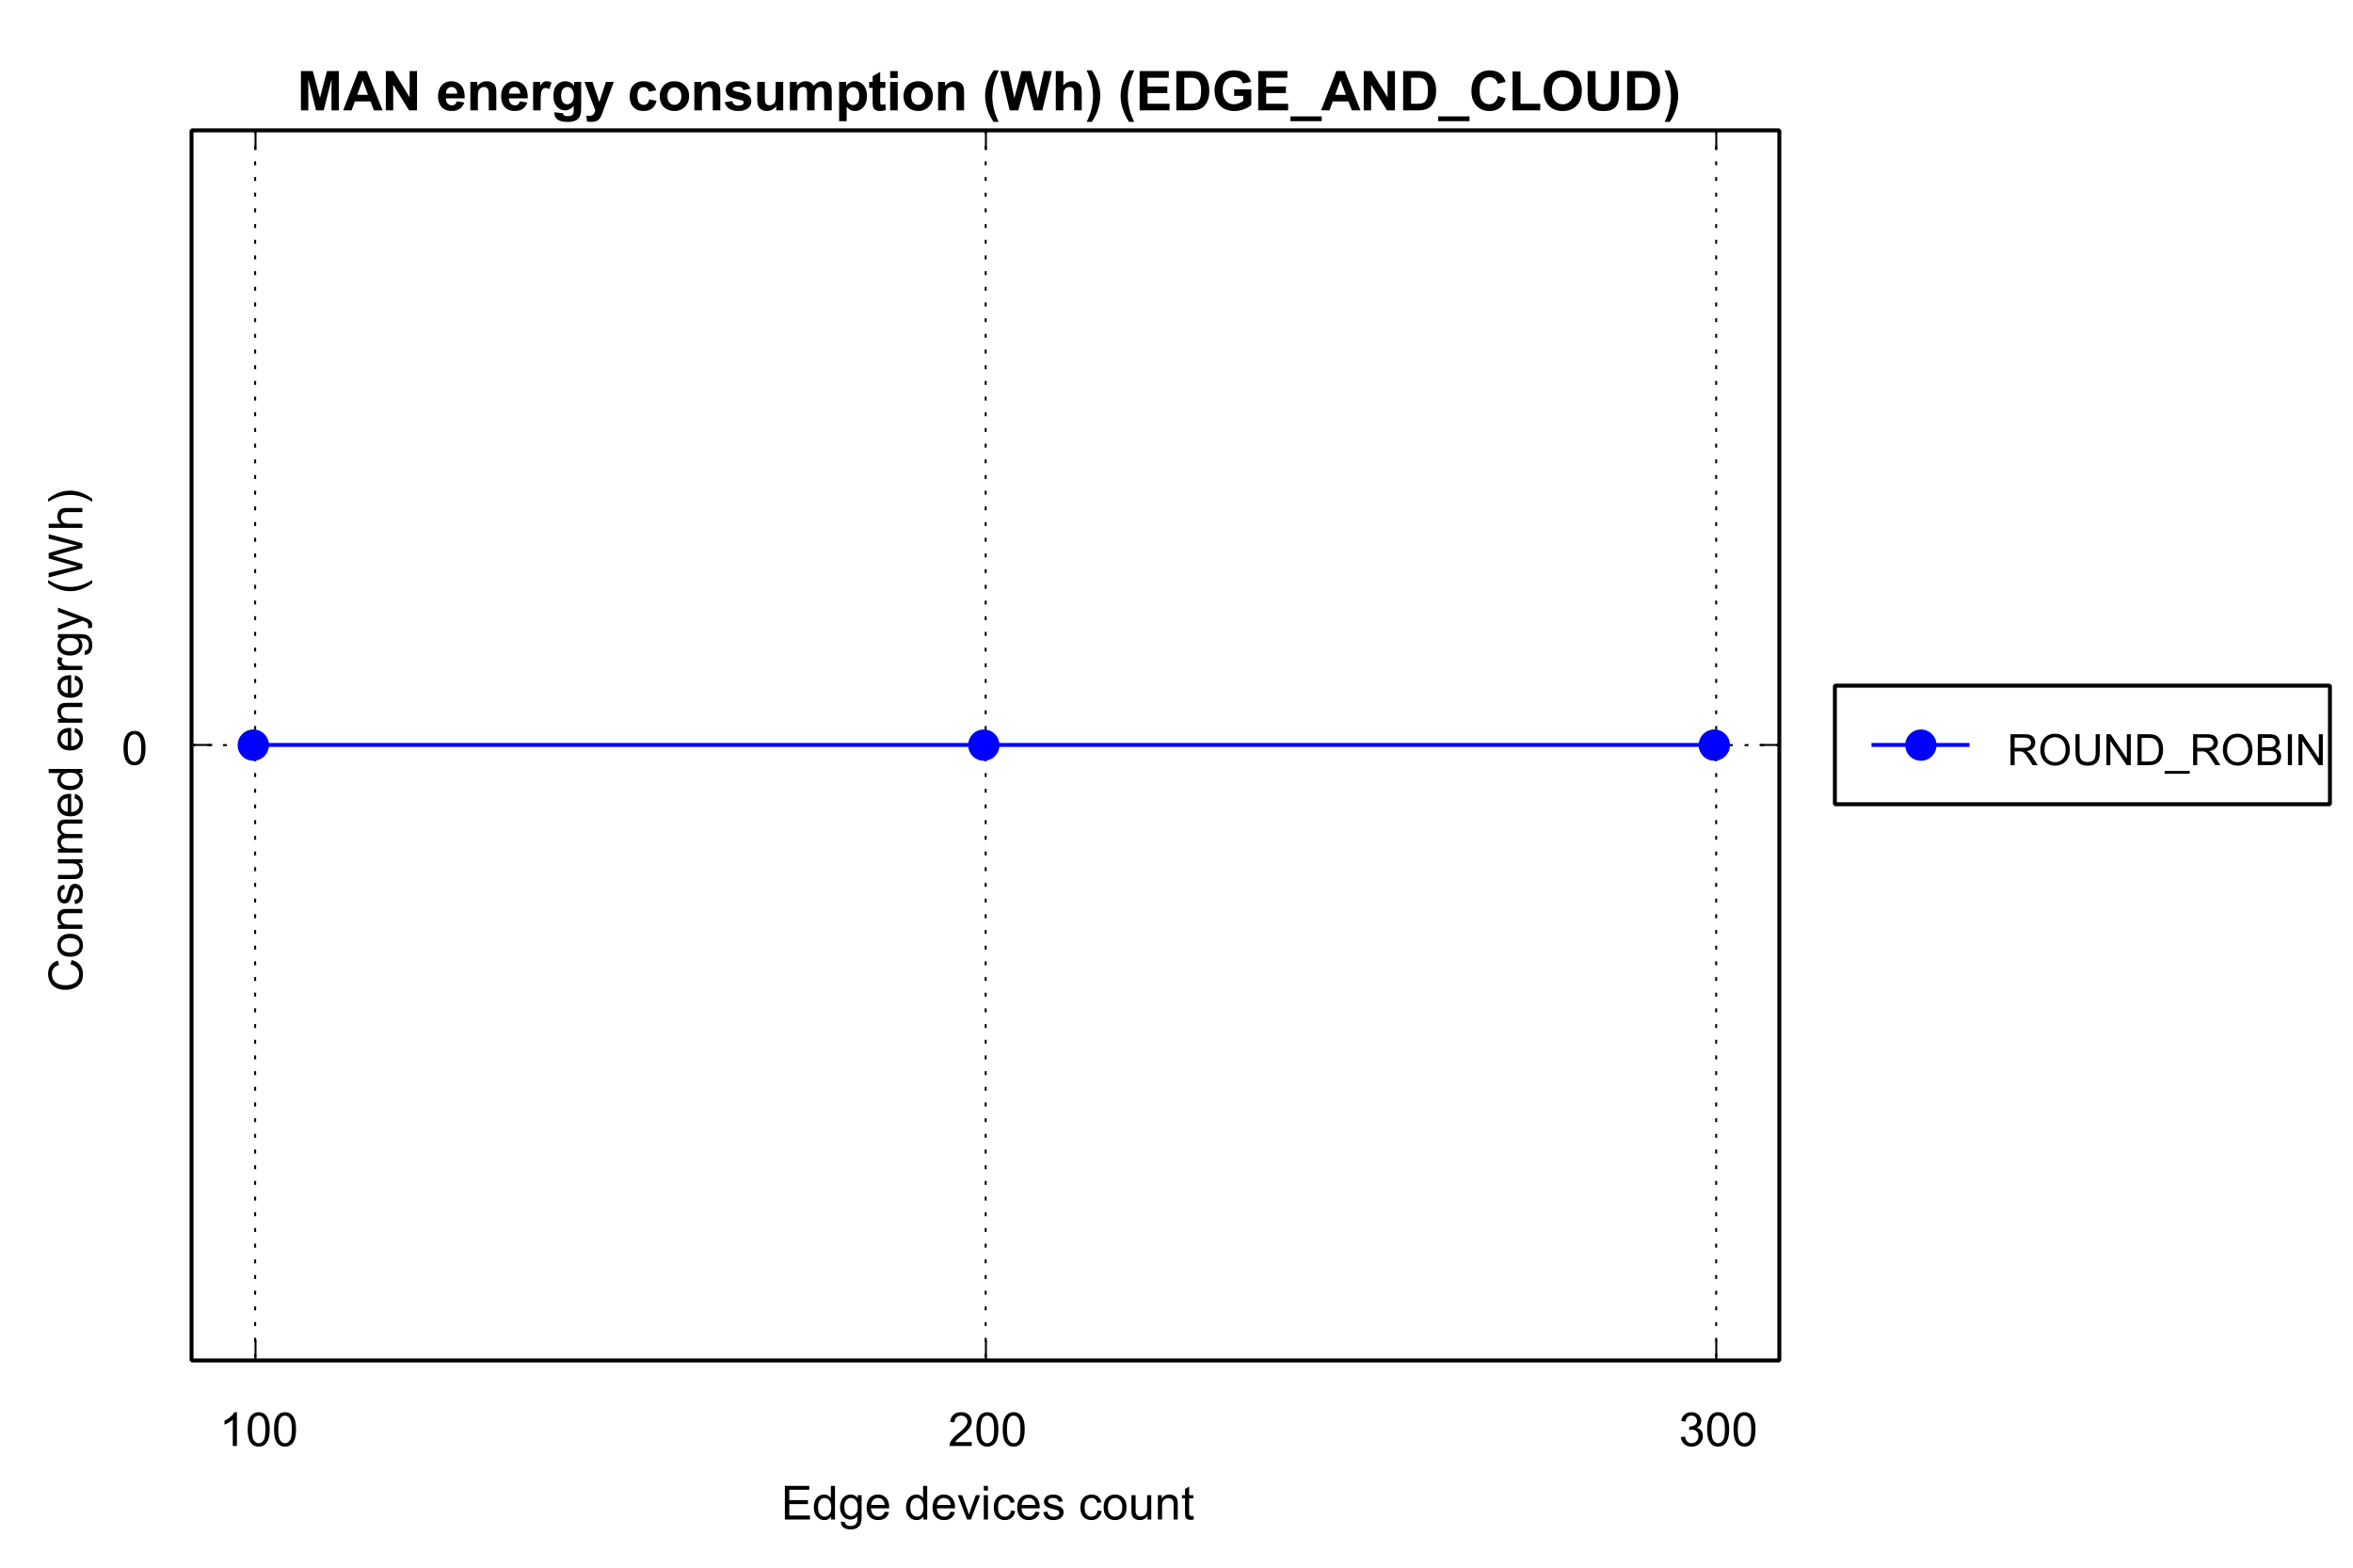 MAN energy consumption (Wh) (EDGE_AND_CLOUD)
Consumed energy (Wh)
0
ROUND_ROBIN
100 200 300
Edge devices count